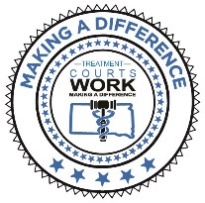 MAKING A DIFFERENCE
TREATMENT
COURTS
WORK
MAKING A DIFFERENCE